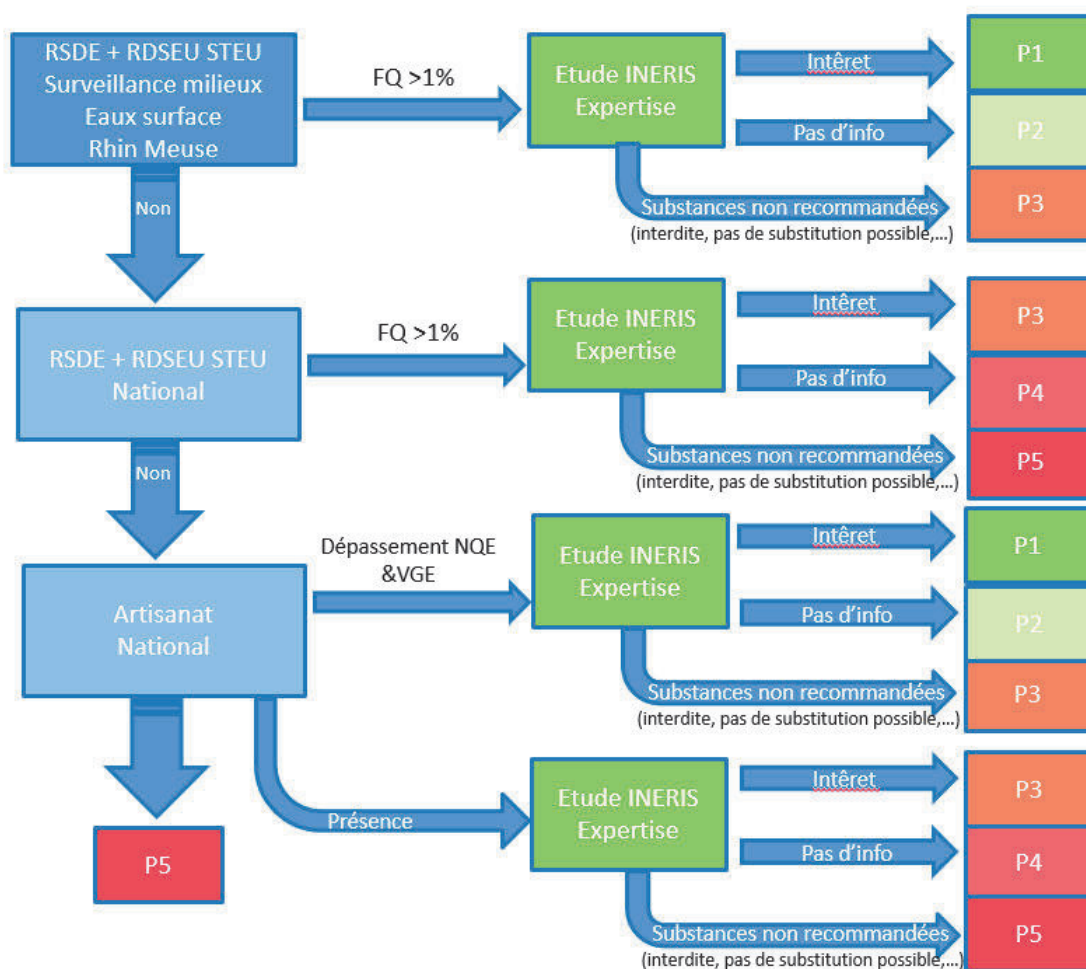 RSDE + RDSEU STEU
Surveillance milieux
Eaux surface
Rhin Meuse
FQ >1%
Etude INERIS
Expertise
Intêret
P1
Pas d'info
P2
Substances non recommandées
(interdite, pas de substitution possible,...)
P3
Non
RSDE + RDSEU STEU
National
FQ >1%
Etude INERIS
Expertise
Intêret
P3
Pas d'info
P4
Substances non recommandées
(interdite, pas de substitution possible,...)
P5
Non
Artisanat
National
Dépassement NQE
&VGE
Etude INERIS
Expertise
Intêret
P1
Pas d'info
P2
Substances non recommandées
(interdite, pas de substitution possible,...)
P3
Présence
Etude INERIS
Expertise
Intêret
P3
Pas d'info
P4
Substances non recommandées
(interdite, pas de substitution possible,...)
P5
P5